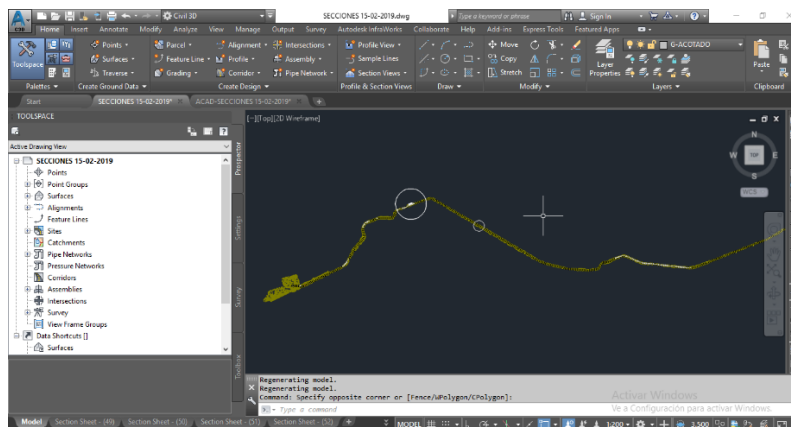 Civil 3D
SECCIONES 15-02-2019.dwg
Type a keyword or phrase
Sign In
Home Insert Annotate Modify Analyze View Manage Output Survey Autodesk InfraWorks Collaborate Help Add-ins Express Tools Featured Apps
Toolspace
Points
Surfaces
Traverse
Parcel
Feature Line
Grading
Alignment
Profile
Corridor
Intersections
Assembly
Pipe Network
Profile View
Sample Lines
Section Views
Move
Copy
Stretch
Layer
Properties
G-ACOTADO
Paste
Palettes Create Ground Data Create Design Profile & Section Views Draw Modify Layers Clipboard
Start SECCIONES 15-02-2019* ACAD-SECCIONES 15-02-2019*
TOOLSPACE
Active Drawing View
SECCIONES 15-02-2019
Points
Point Groups
Surfaces
Alignments
Feature Lines
Sites
Catchments
Pipe Networks
Pressure Networks
Corridors
Assemblies
Intersections
Survey
View Frame Groups
Data Shortcuts []
Surfaces
Prospector
Settings
Survey
Toolbox
[-][Top][2D Wireframe]
N
W TOP E
S
WCS
Regenerating model.
Regenerating model.
Command: Specify opposite corner or [Fence/WPolygon/CPolygon]:
Type a command
Activar Windows
Ve a Configuración para activar Windows.
Model Section Sheet - (49) Section Sheet - (50) Section Sheet - (51) Section Sheet - (52)
MODEL 1:200 3.500